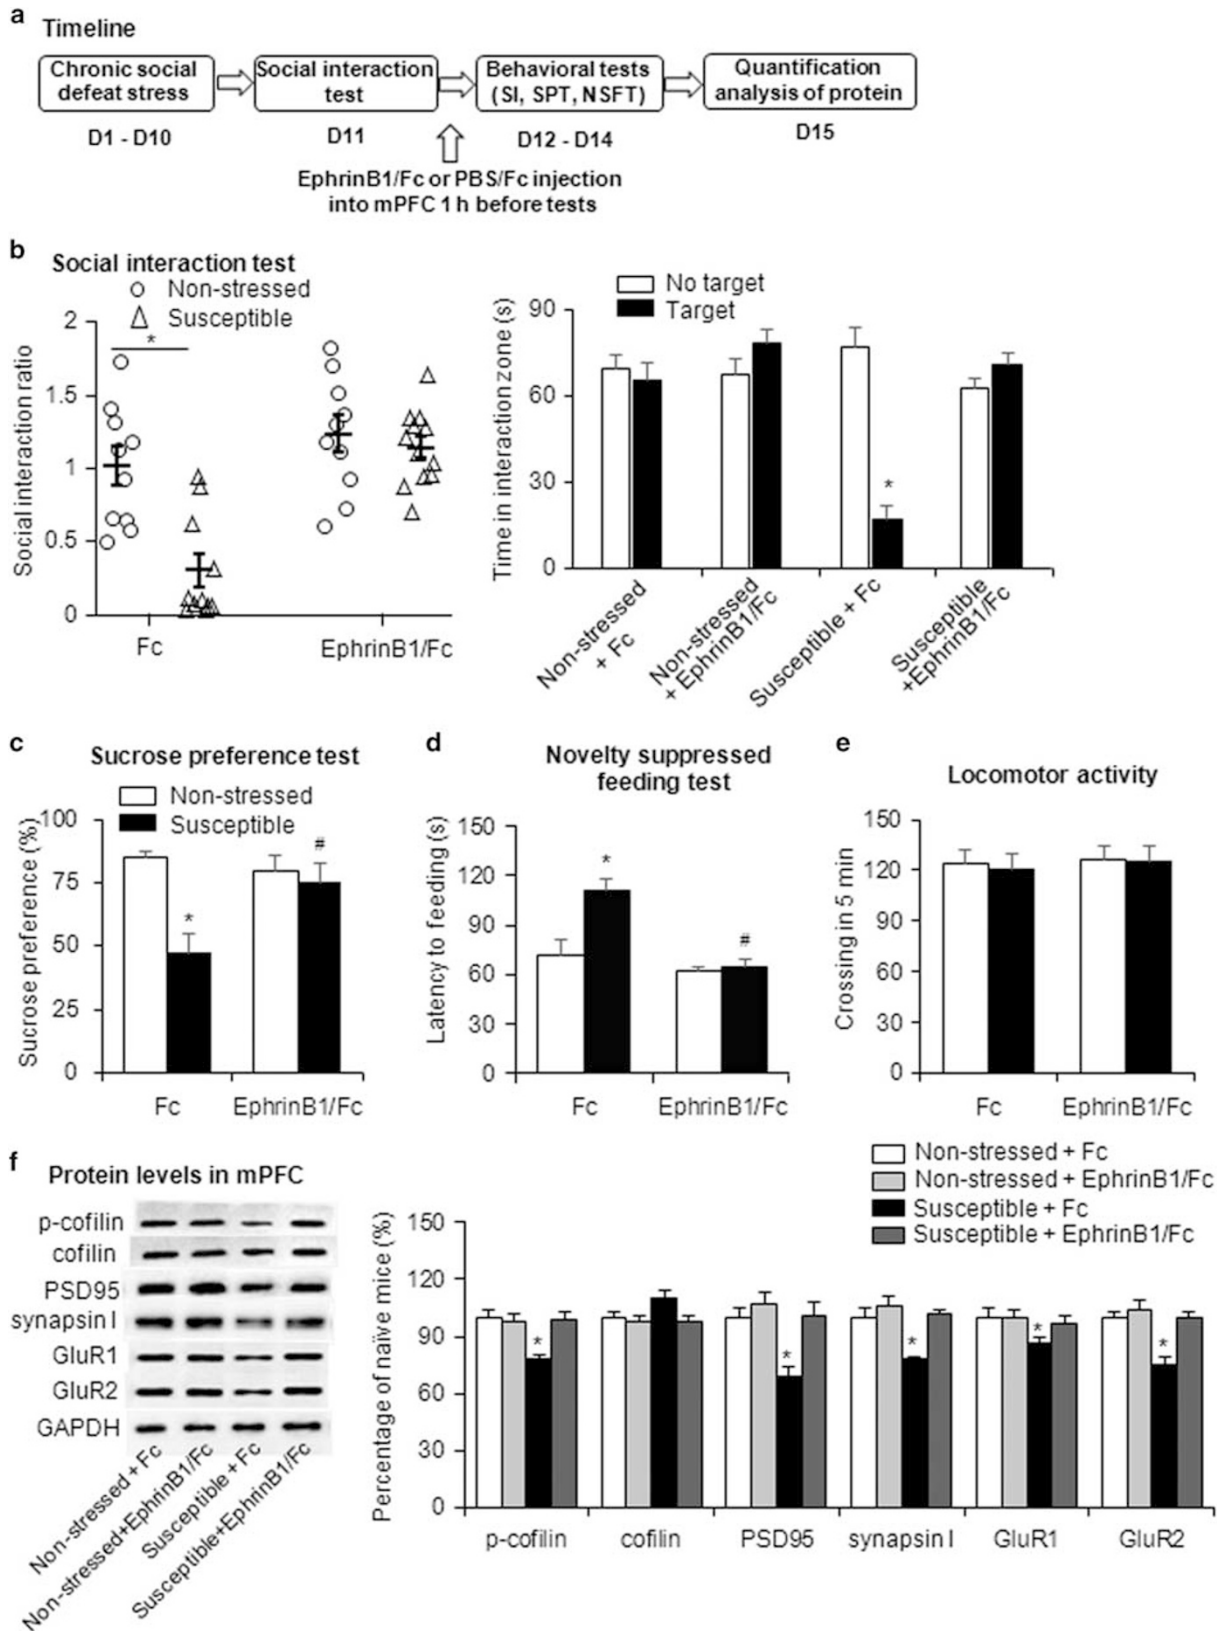 a
Timeline
Chronic social
defeat stress
Social interaction
test
Behavioral tests
(SI, SPT, NSFT)
Quantification
analysis of protein
D1 - D10
D11
D12 - D14
D15
EphrinB1/Fc or PBS/Fc injection
into mPFC 1 h before tests
b
Social interaction test
Non-stressed
Susceptible
*
Social interaction ratio
2
1.5
1
0.5
0
Fc
EphrinB1/Fc
No target
Target
Time in interaction zone (s)
90
60
30
0
*
Non-stressed
+ Fc
Non-stressed
+ EphrinB1/Fc
Susceptible + Fc
Susceptible
+EphrinB1/Fc
c
Sucrose preference test
Non-stressed
Susceptible
Sucrose preference (%)
100
75
50
25
0
*
#
Fc
EphrinB1/Fc
d
Novelty suppressed
feeding test
Latency to feeding (s)
150
120
90
60
30
0
*
#
Fc
EphrinB1/Fc
e
Locomotor activity
Crossing in 5 min
150
120
90
60
30
0
Fc
EphrinB1/Fc
f
Protein levels in mPFC
p-cofilin
cofilin
PSD95
synapsin I
GluR1
GluR2
GAPDH
Non-stressed + Fc
Non-stressed+EphrinB1/Fc
Susceptible + Fc
Susceptible+EphrinB1/Fc
Non-stressed + Fc
Non-stressed + EphrinB1/Fc
Susceptible + Fc
Susceptible + EphrinB1/Fc
Percentage of naïve mice (%)
150
120
90
60
30
0
*
*
*
*
*
p-cofilin
cofilin
PSD95
synapsin I
GluR1
GluR2